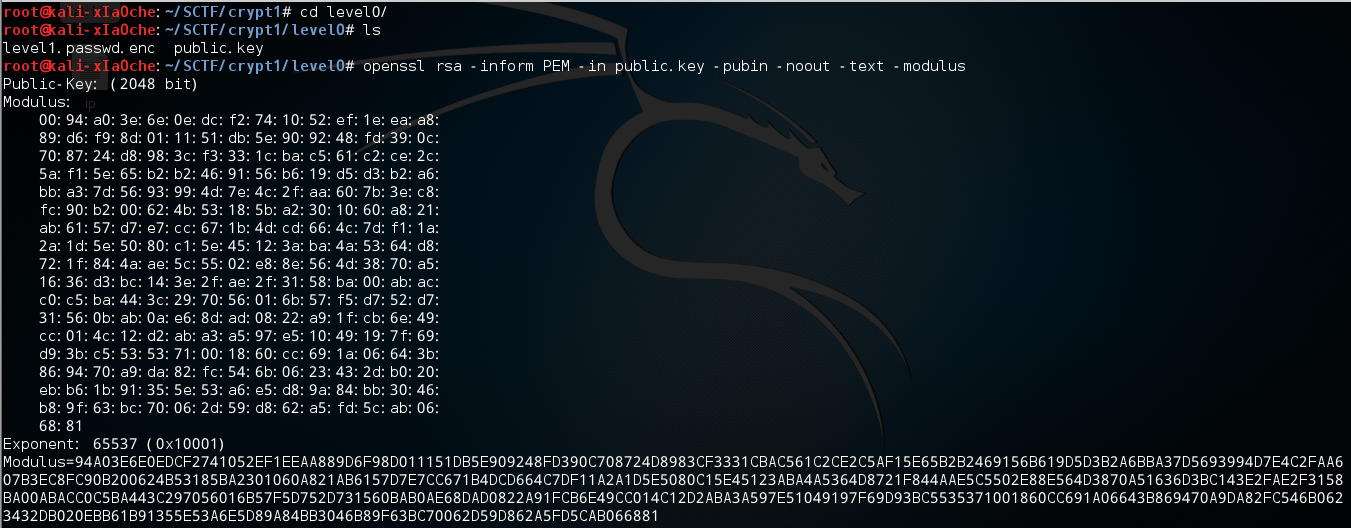 root@kali-xIaOche:~/SCTF/crypt1# cd level0/
root@kali-xIaOche:~/SCTF/crypt1/level0# ls
level1.passwd.enc  public.key
root@kali-xIaOche:~/SCTF/crypt1/level0# openssl rsa -inform PEM -in public.key -pubin -noout -text -modulus
Public-Key: (2048 bit)
Modulus:
ip
00:94:a0:3e:6e:0e:dc:f2:74:10:52:ef:1e:ea:a8:
89:d6:f9:8d:01:11:51:db:5e:90:92:48:fd:39:0c:
70:87:24:d8:98:3c:f3:33:1c:ba:c5:61:c2:ce:2c:
5a:f1:5e:65:b2:b2:46:91:56:b6:19:d5:d3:b2:a6:
bb:a3:7d:56:93:99:4d:7e:4c:2f:aa:60:7b:3e:c8:
fc:90:b2:00:62:4b:53:18:5b:a2:30:10:60:a8:21:
ab:61:57:d7:e7:cc:67:1b:4d:cd:66:4c:7d:f1:1a:
2a:1d:5e:50:80:c1:5e:45:12:3a:ba:4a:53:64:d8:
72:1f:84:4a:ae:5c:55:02:e8:8e:56:4d:38:70:a5:
16:36:d3:bc:14:3e:2f:ae:2f:31:58:ba:00:ab:ac:
c0:c5:ba:44:3c:29:70:56:01:6b:57:f5:d7:52:d7:
31:56:0b:ab:0a:e6:8d:ad:08:22:a9:1f:cb:6e:49:
cc:01:4c:12:d2:ab:a3:a5:97:e5:10:49:19:7f:69:
d9:3b:c5:53:53:71:00:18:60:cc:69:1a:06:64:3b:
86:94:70:a9:da:82:fc:54:6b:06:23:43:2d:b0:20:
eb:b6:1b:91:35:5e:53:a6:e5:d8:9a:84:bb:30:46:
b8:9f:63:bc:70:06:2d:59:d8:62:a5:fd:5c:ab:06:
68:81
Exponent: 65537 (0x10001)
Modulus=94A03E6E0EDCF2741052EF1EEAA889D6F98D011151DB5E909248FD390C708724D8983CF3331CBAC561C2CE2C5AF15E65B2B2469156B619D5D3B2A6BBA37D5693994D7E4C2FAA6
07B3EC8FC90B200624B53185BA2301060A821AB6157D7E7CC671B4DCD664C7DF11A2A1D5E5080C15E45123ABA4A5364D8721F844AAE5C5502E88E564D3870A51636D3BC143E2FAE2F3158
BA00ABACC0C5BA443C297056016B57F5D752D731560BAB0AE68DAD0822A91FCB6E49CC014C12D2ABA3A597E51049197F69D93BC5535371001860CC691A06643B869470A9DA82FC546B062
3432DB020EBB61B91355E53A6E5D89A84BB3046B89F63BC70062D59D862A5FD5CAB066881